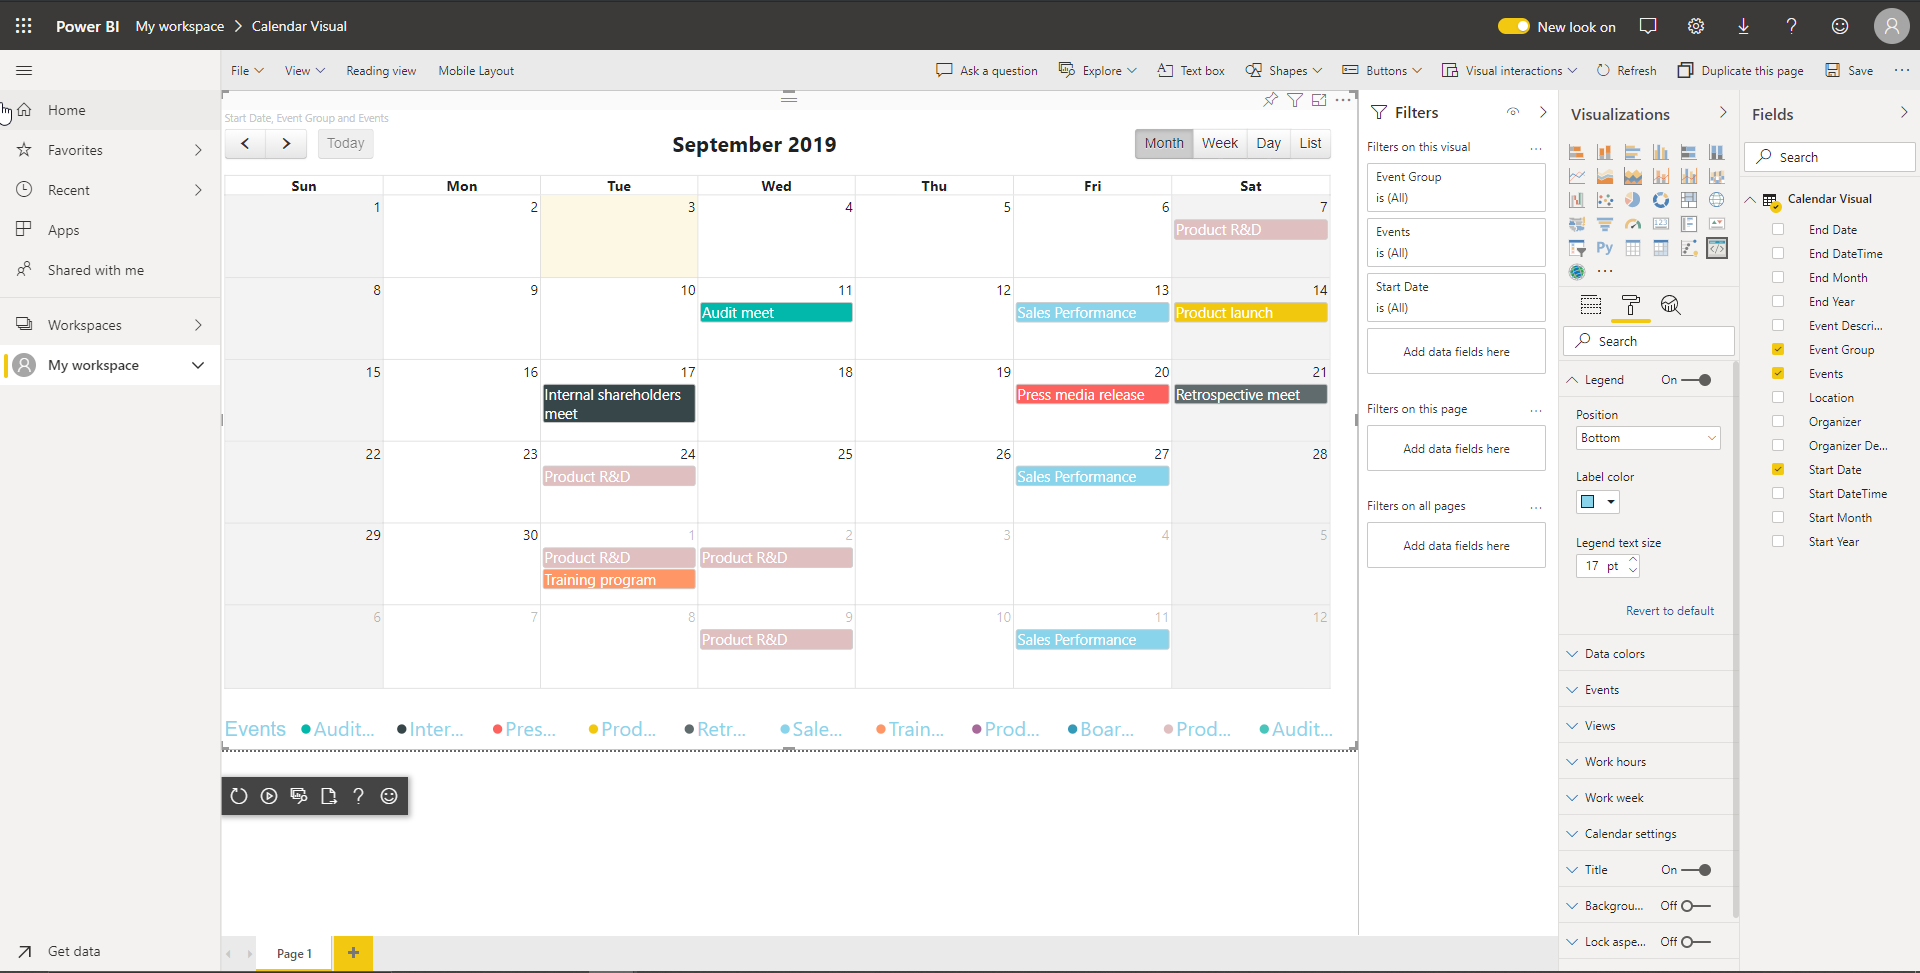 Power BI My workspace > Calendar Visual New look on
File View Reading view Mobile Layout Ask a question Explore Text box Shapes Buttons Visual interactions Refresh Duplicate this page Save ...
Home
Favorites
Recent
Apps
Shared with me
Workspaces
My workspace
Get data
Start Date, Event Group and Events
< > Today September 2019 Month Week Day List
Sun Mon Tue Wed Thu Fri Sat
1 2 3 4 5 6 7
Product R&D
8 9 10 11 12 13 14
Audit meet Sales Performance Product launch
15 16 17 18 19 20 21
Internal shareholders Press media release Retrospective meet
meet
22 23 24 25 26 27 28
Product R&D Sales Performance
29 30 1 2 3 4 5
Product R&D Product R&D
Training program
6 7 8 9 10 11 12
Product R&D Sales Performance
Events Audit... Inter... Pres... Prod... Retr... Sale... Train... Prod... Boar... Prod... Audit...
Page 1 +
Filters
Filters on this visual ...
Event Group
is (All)
Events
is (All)
Start Date
is (All)
Add data fields here
Filters on this page ...
Add data fields here
Filters on all pages ...
Add data fields here
Visualizations
Py
123
...
Search
Legend On
Position
Bottom
Label color
Legend text size
17 pt
Revert to default
Data colors
Events
Views
Work hours
Work week
Calendar settings
Title On
Backgrou... Off
Lock aspe... Off
Fields
Search
Calendar Visual
End Date
End DateTime
End Month
End Year
Event Descri...
Event Group
Events
Location
Organizer
Organizer De...
Start Date
Start DateTime
Start Month
Start Year